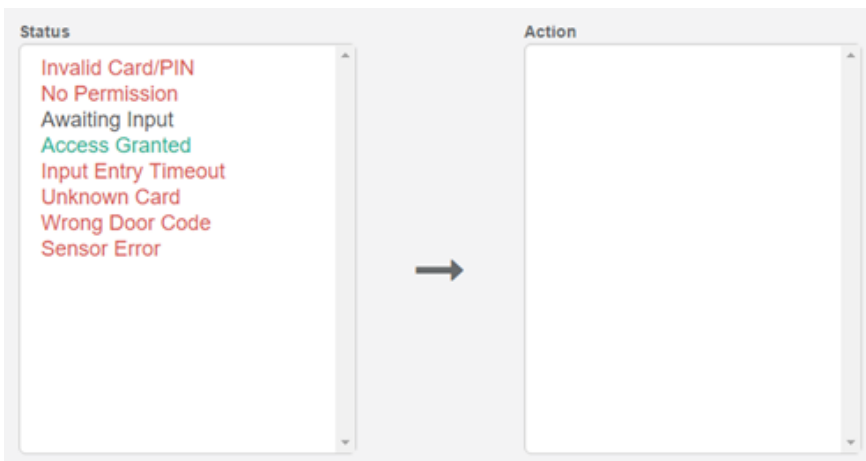 Status
Invalid Card/PIN
No Permission
Awaiting Input
Access Granted
Input Entry Timeout
Unknown Card
Wrong Door Code
Sensor Error
Action